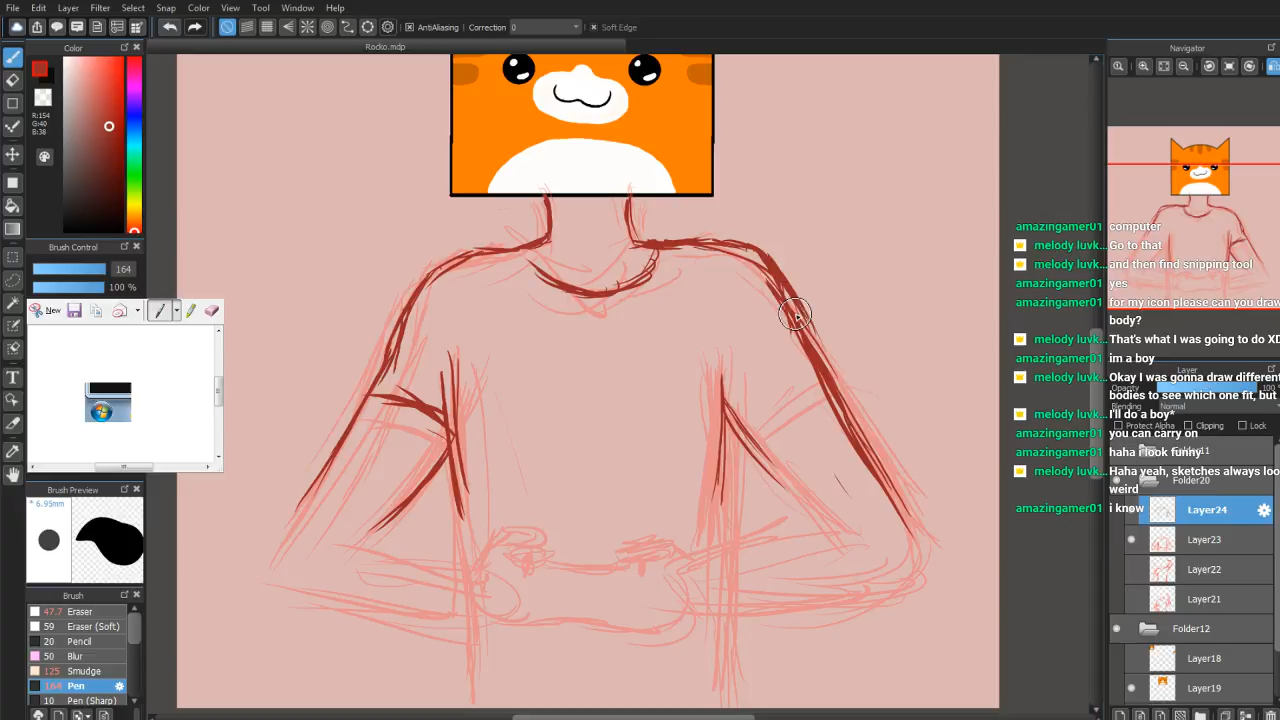 File Edit Layer Filter Select Snap Color View Tool Window Help
AntiAliasing Correction 0 Soft Edge
Rocko.mdp
Color
R:154
G:40
B:38
Brush Control
164
100 %
New
Brush Preview
* 6.95mm
Brush
47.7 Eraser
59 Eraser (Soft)
20 Pencil
50 Blur
125 Smudge
164 Pen
10 Pen (Sharp)
Navigator
amazingamer01 computer
melody luvk... Go to that
melody luvk... and then find snipping tool
amazingamer01 yes
amazingamer01 for my icon please can you draw
body?
melody luvk... That's what I was going to do XD
amazingamer01 im a boy
melody luvk... Okay I was gonna draw different
bodies to see which one fit, but
melody luvk... I'll do a boy*
amazingamer01 you can carry on
amazingamer01 haha i look funny
melody luvk... Haha yeah, sketches always loo
weird
amazingamer01 i know
Layer
Opacity 100
Blending Normal
Protect Alpha Clipping Lock
Folder20
Layer24
Layer23
Layer22
Layer21
Folder12
Layer18
Layer19